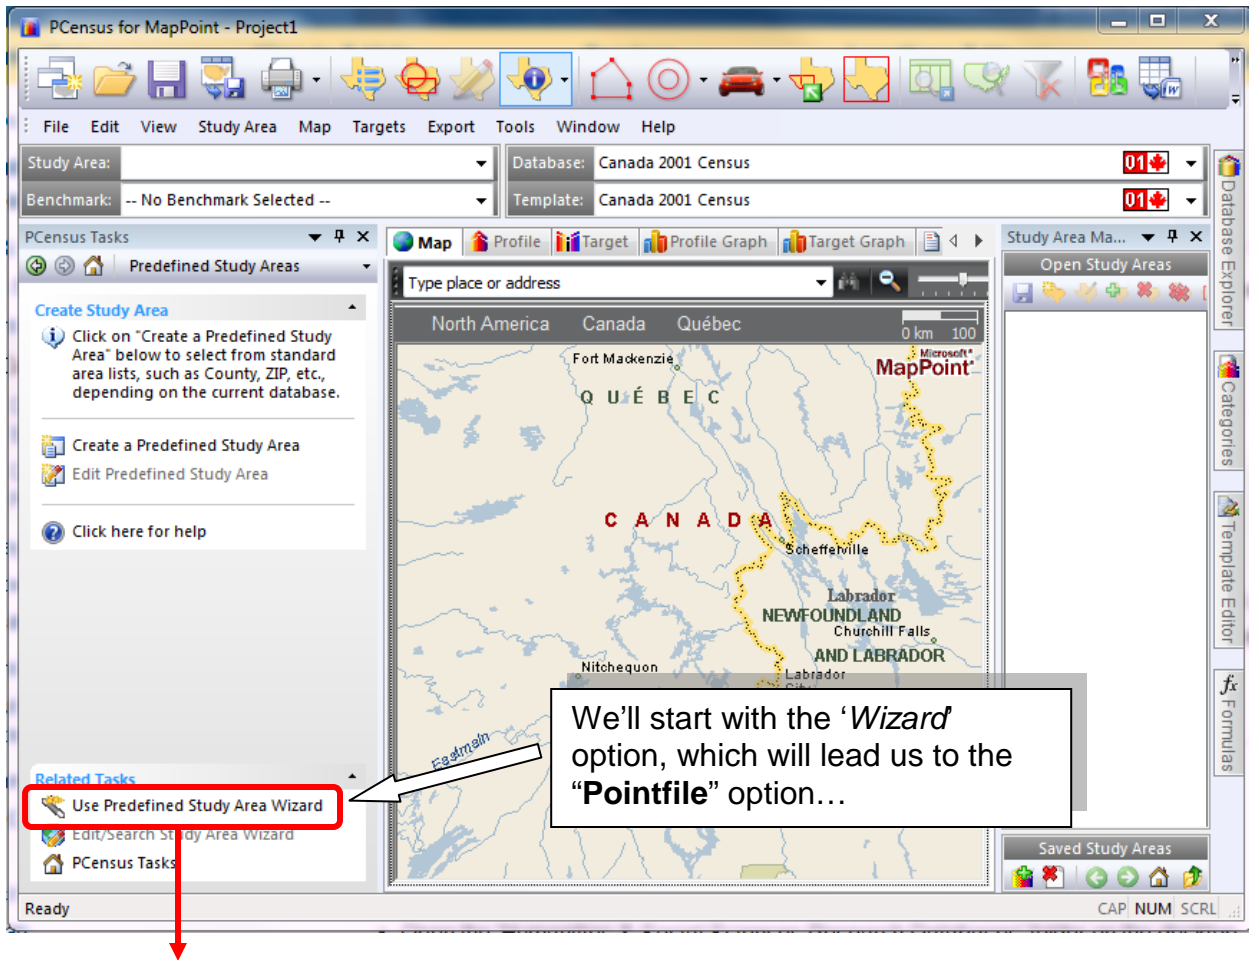 PCensus for MapPoint - Project1
File Edit View Study Area Map Targets Export Tools Window Help
Study Area:
Database: Canada 2001 Census 01
Benchmark: -- No Benchmark Selected --
Template: Canada 2001 Census 01
PCensus Tasks
Predefined Study Areas
Create Study Area
Click on "Create a Predefined Study
Area" below to select from standard
area lists, such as County, ZIP, etc.,
depending on the current database.
Create a Predefined Study Area
Edit Predefined Study Area
Click here for help
Related Tasks
Use Predefined Study Area Wizard
Edit/Search Study Area Wizard
PCensus Tasks
Map Profile Target Profile Graph Target Graph
Type place or address
North America Canada Québec
0 km 100
Microsoft®
MapPoint®
Fort Mackenzie
QUÉBEC
CANADA
Schefferville
Labrador
NEWFOUNDLAND
Churchill Falls
AND LABRADOR
Nitchequon
Labrador
City
Eastmain
We'll start with the ‘Wizard’
option, which will lead us to the
“Pointfile” option…
Study Area Ma...
Open Study Areas
Saved Study Areas
Database Explorer
Categories
Template Editor
fx Formulas
Ready
CAP NUM SCRL